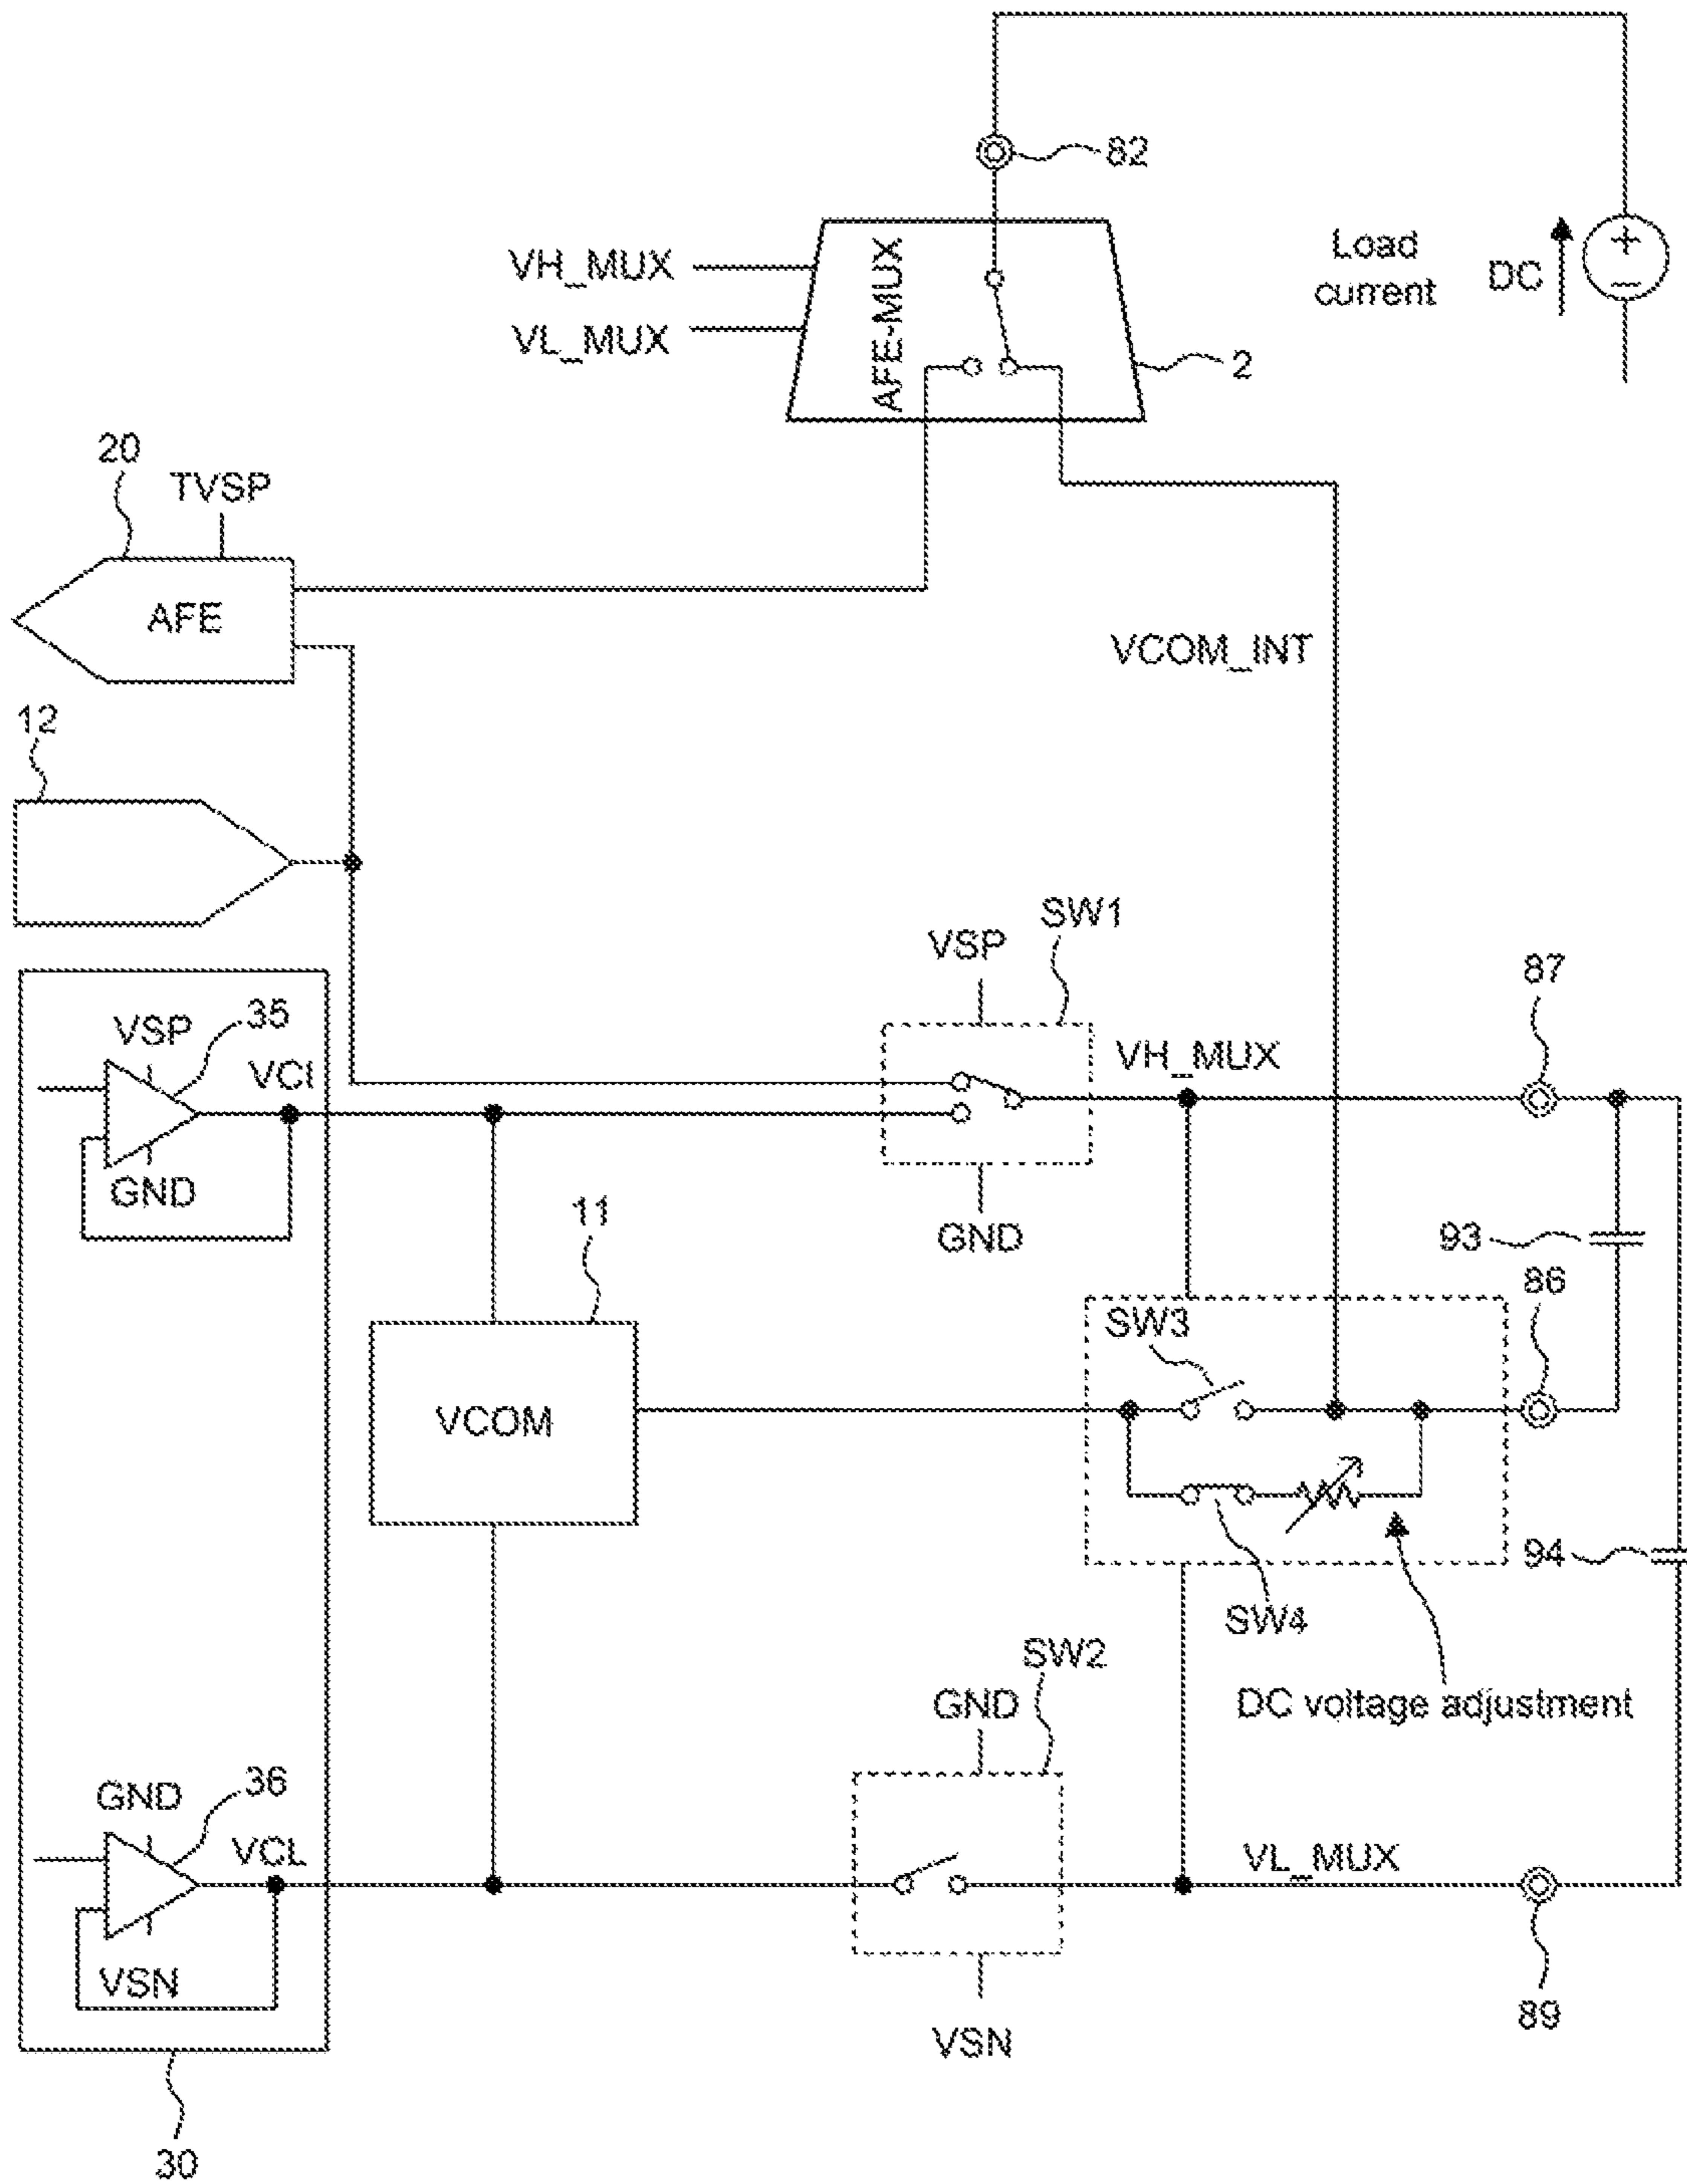 82
VH_MUX
VL_MUX
AFE-MUX
Load
current
DC
+
−
2
20
TVSP
AFE
VCOM_INT
12
SW1
VSP
87
VSP
35
VCI
VH_MUX
GND
GND
93
11
86
SW3
VCOM
94
SW4
SW2
DC voltage adjustment
GND
GND
36
VCL
VL_MUX
VSN
VSN
89
30